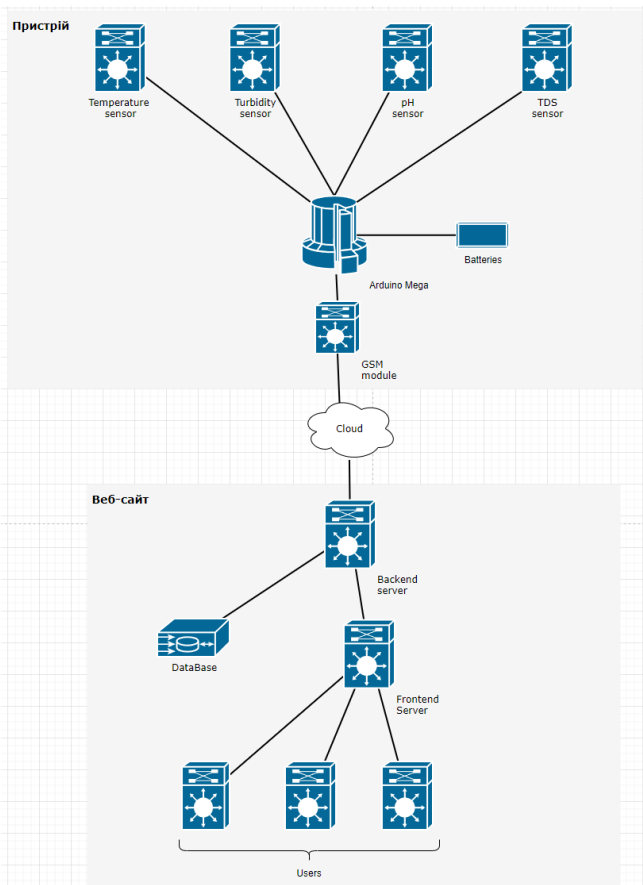 Пристрій
Temperature
sensor
Turbidity
sensor
pH
sensor
TDS
sensor
Batteries
Arduino Mega
GSM
module
Cloud
Веб-сайт
Backend
server
DataBase
Frontend
Server
Users